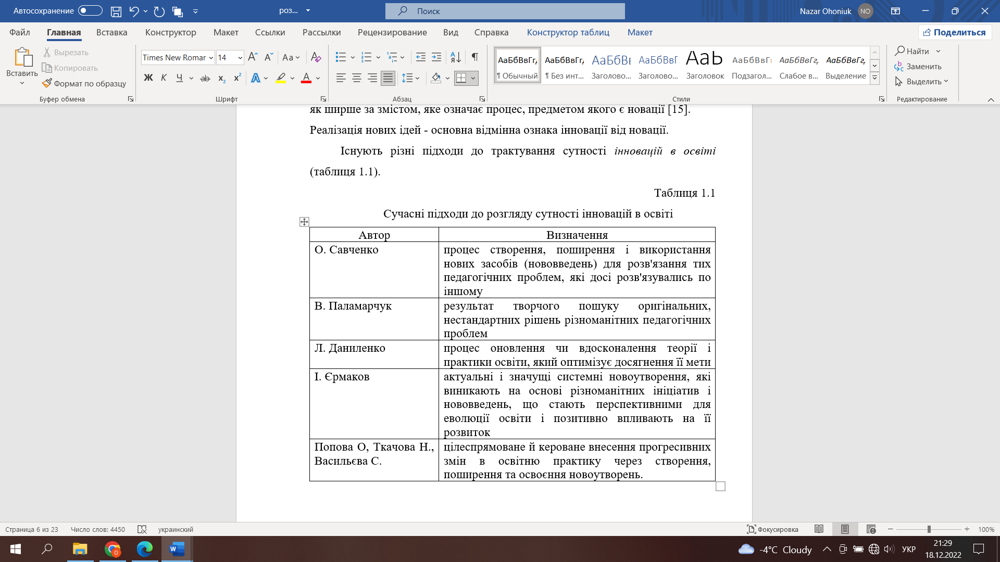 Автосохранение
роз...
Поиск
Nazar Ohoniuk
NO
Файл Главная Вставка Конструктор Макет Ссылки Рассылки Рецензирование Вид Справка Конструктор таблиц Макет
Поделиться
Вставить
Вырезать
Копировать
Формат по образцу
Буфер обмена
Times New Romar 14
Aa
Ж К Ч ab x₂ x² A A
Шрифт
Абзац
АаБбВвГг, АаБбВвГг, АаБбВв АаБбВвГ АаЬ АаБбВвГг АаБбВвГг, АаБбВвГг,
¶ Обычный ¶ Без инт... Заголово... Заголово... Заголовок Подзагол... Слабое в... Выделение
Стили
Найти
Заменить
Выделить
Редактирование
як ширше за змістом, яке означає процес, предметом якого є новації [15].
Реалізація нових ідей - основна відмінна ознака інновації від новації.
Існують різні підходи до трактування сутності інновацій в освіті
(таблиця 1.1).
Таблиця 1.1
Сучасні підходи до розгляду сутності інновацій в освіті
Автор Визначення
О. Савченко
процес створення, поширення і використання
нових засобів (нововведень) для розв'язання тих
педагогічних проблем, які досі розв'язувались по
іншому
В. Паламарчук
результат творчого пошуку оригінальних,
нестандартних рішень різноманітних педагогічних
проблем
Л. Даниленко
процес оновлення чи вдосконалення теорії і
практики освіти, який оптимізує досягнення її мети
І. Єрмаков
актуальні і значущі системні новоутворення, які
виникають на основі різноманітних ініціатив і
нововведень, що стають перспективними для
еволюції освіти і позитивно впливають на її
розвиток
Попова О, Ткачова Н.,
Васильєва С.
цілеспрямоване й кероване внесення прогресивних
змін в освітню практику через створення,
поширення та освоєння новоутворень.
Страница 6 из 23 Число слов: 4450 украинский
Фокусировка
100%
-4°C Cloudy
УКР
21:29
18.12.2022